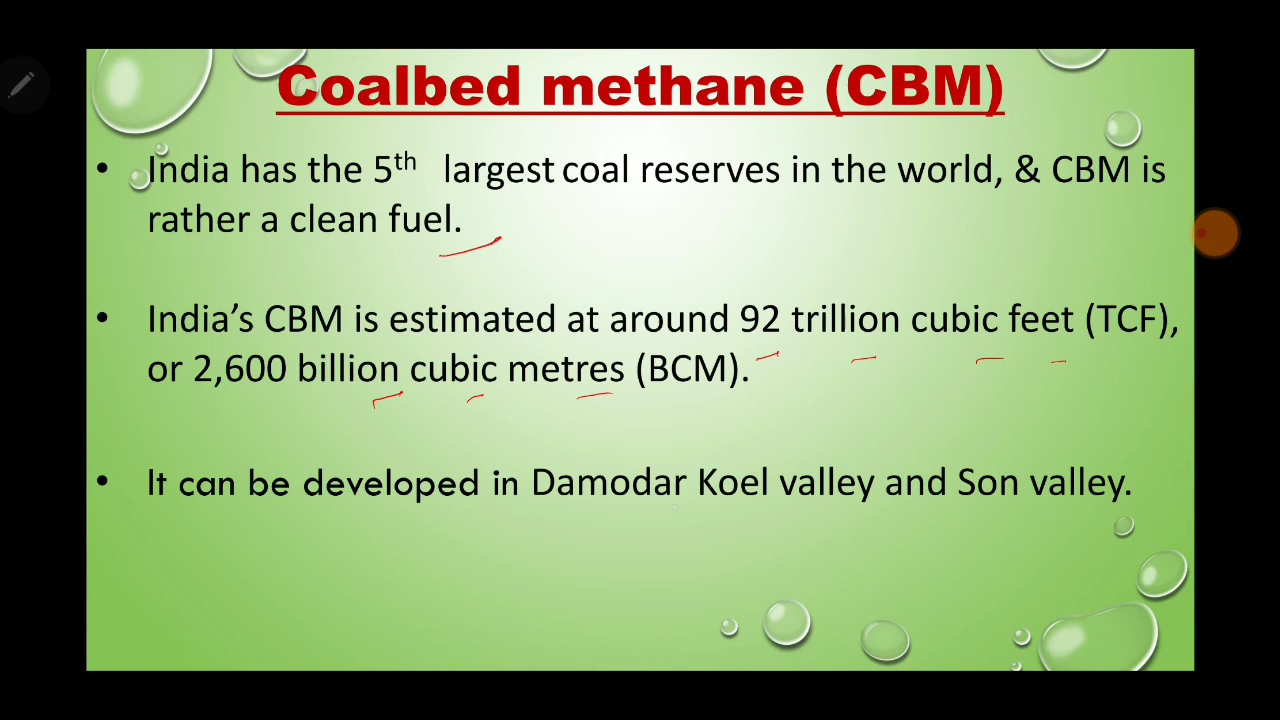 Coalbed methane (CBM)
• India has the 5th largest coal reserves in the world, & CBM is
rather a clean fuel.
• India’s CBM is estimated at around 92 trillion cubic feet (TCF),
or 2,600 billion cubic metres (BCM).
• It can be developed in Damodar Koel valley and Son valley.